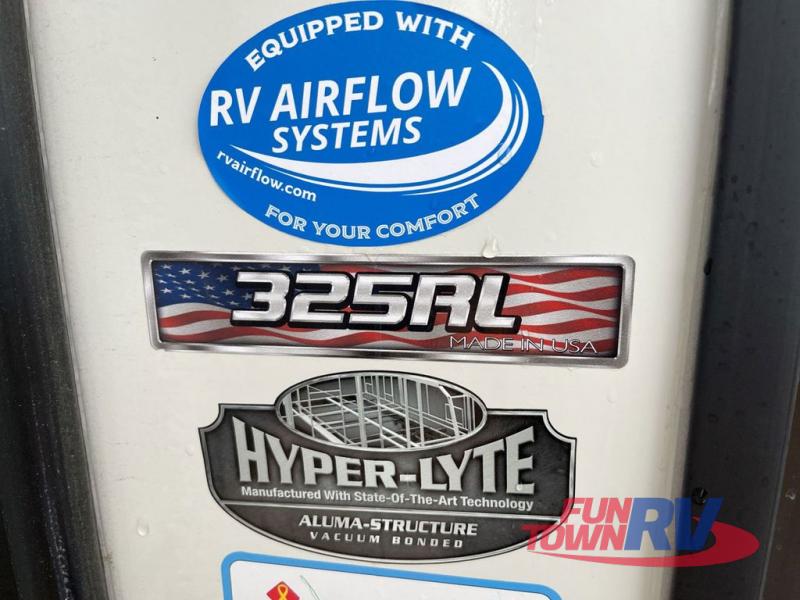 EQUIPPED WITH
RV AIRFLOW
SYSTEMS
rvairflow.com
FOR YOUR COMFORT
325RL
MADE IN USA
HYPER-LYTE
Manufactured With State-Of-The-Art Technology
ALUMA-STRUCTURE
VACUUM BONDED
FUN
TOWN RV